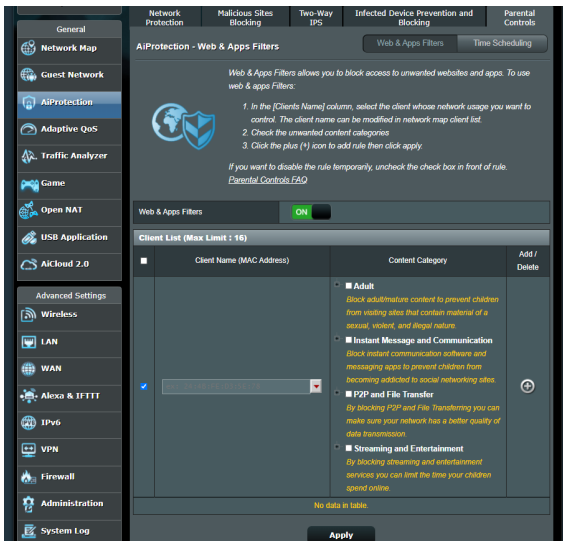 General
Network Map
Guest Network
AiProtection
Adaptive QoS
Traffic Analyzer
Game
Open NAT
USB Application
AiCloud 2.0
Advanced Settings
Wireless
LAN
WAN
Alexa & IFTTT
IPv6
VPN
Firewall
Administration
System Log
Network Protection
Malicious Sites Blocking
Two-Way IPS
Infected Device Prevention and Blocking
Parental Controls
AiProtection - Web & Apps Filters
Web & Apps Filters
Time Scheduling
Web & Apps Filters allows you to block access to unwanted websites and apps. To use
web & apps Filters:
1. In the [Clients Name] column, select the client whose network usage you want to
control. The client name can be modified in network map client list.
2. Check the unwanted content categories
3. Click the plus (+) icon to add rule then click apply.
If you want to disable the rule temporarily, uncheck the check box in front of rule.
Parental Controls FAQ
Web & Apps Filters
ON
Client List (Max Limit : 16)
Client Name (MAC Address)
Content Category
Add /
Delete
Adult
Block adult/mature content to prevent children
from visiting sites that contain material of a
sexual, violent, and illegal nature.
Instant Message and Communication
Block instant communication software and
messaging apps to prevent children from
becoming addicted to social networking sites.
P2P and File Transfer
By blocking P2P and File Transferring you can
make sure your network has a better quality of
data transmission.
Streaming and Entertainment
By blocking streaming and entertainment
services you can limit the time your children
spend online.
No data in table.
Apply